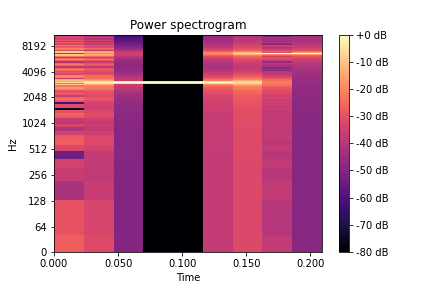 Power spectrogram
Hz
8192
4096
2048
1024
512
256
128
64
0
0.000 0.050 0.100 0.150 0.200
Time
+0 dB
-10 dB
-20 dB
-30 dB
-40 dB
-50 dB
-60 dB
-70 dB
-80 dB